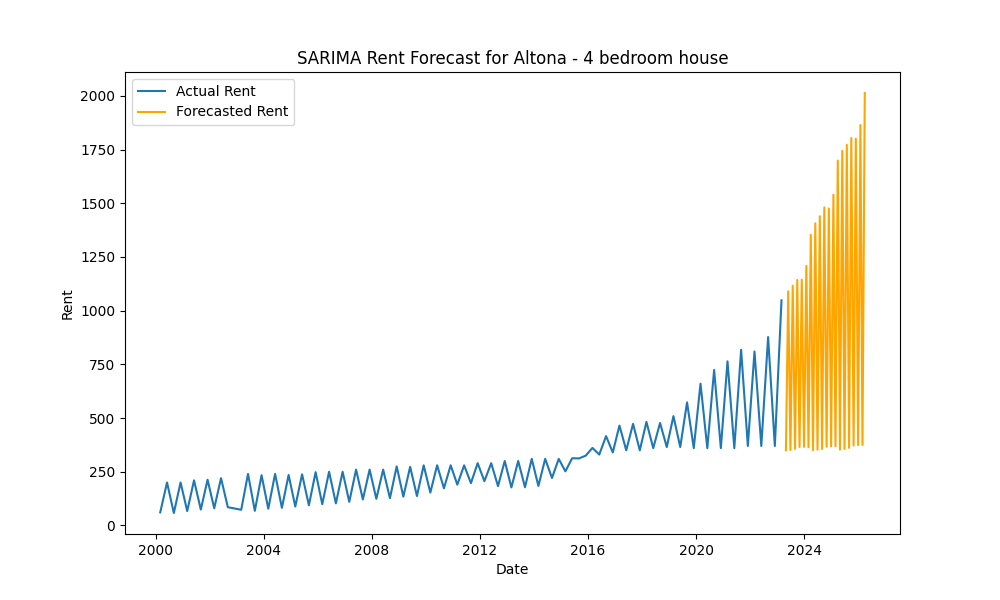 SARIMA Rent Forecast for Altona - 4 bedroom house
Actual Rent
Forecasted Rent
2000
1750
1500
1250
1000
750
500
250
0
Rent
2000 2004 2008 2012 2016 2020 2024
Date